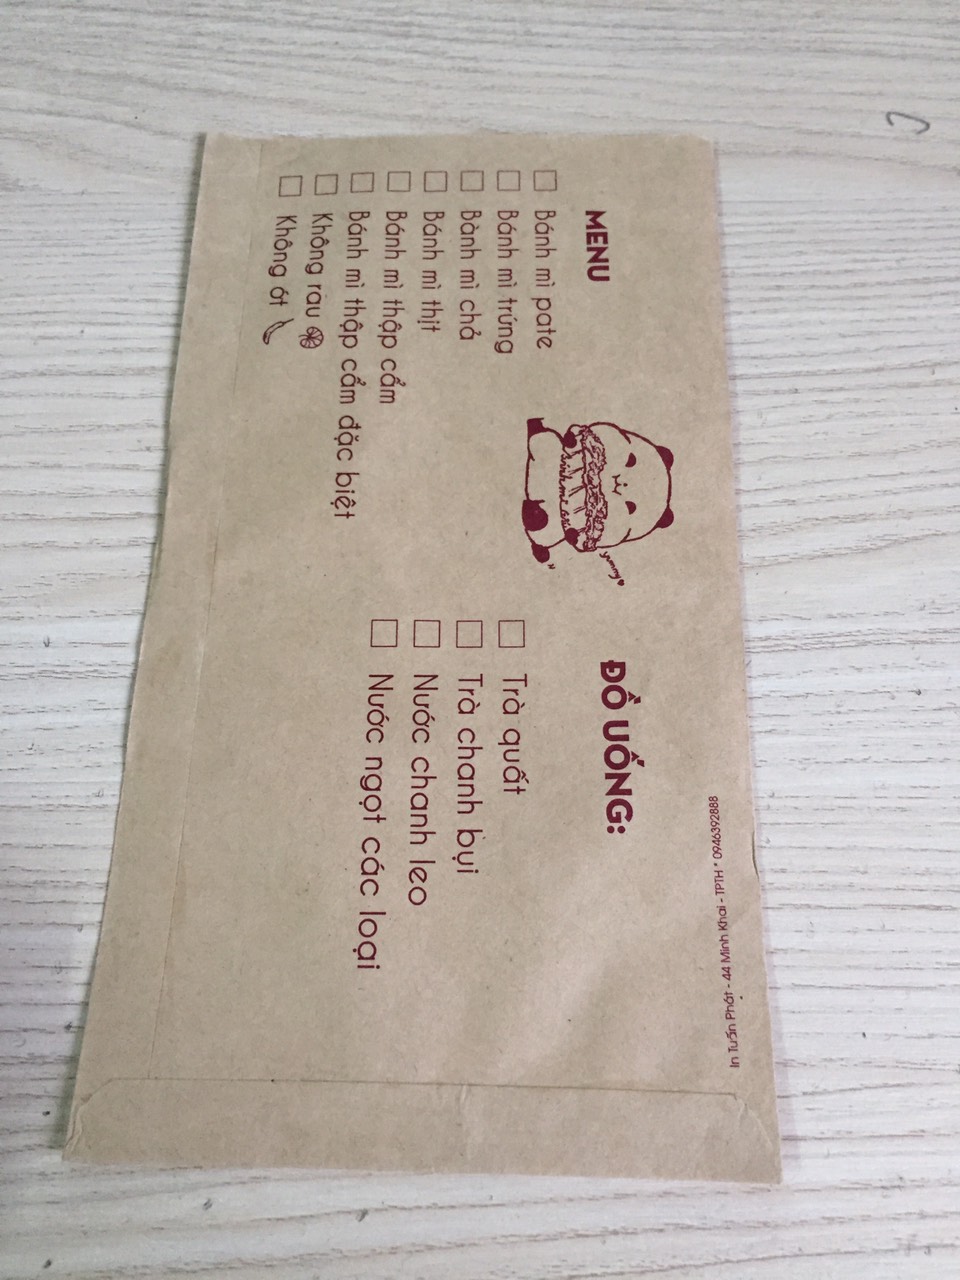 MENU
Bánh mì pate
Bánh mì trứng
Bành mì chả
Bánh mì thịt
Bánh mì thập cẩm
Bánh mì thập cẩm đặc biệt
Không rau
Không ớt
yummy
ĐỒ UỐNG:
Trà quất
Trà chanh bụi
Nước chanh leo
Nước ngọt các loại
In Tuấn Phát - 44 Minh Khai - TPTH * 0946392888